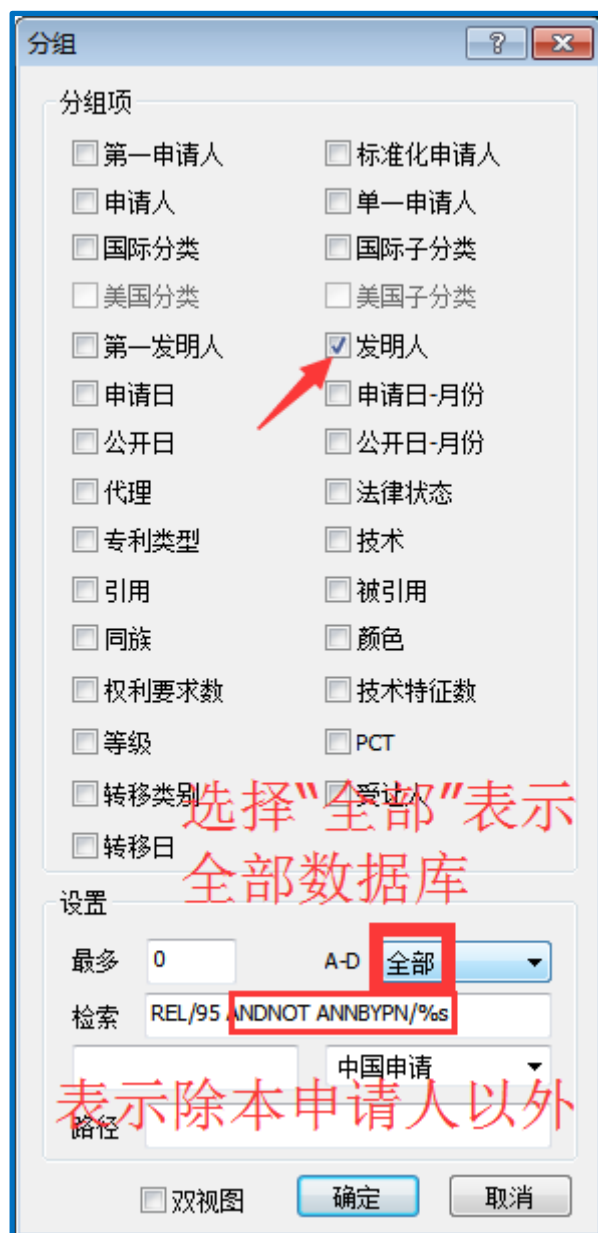 分组
分组项
第一申请人 标准化申请人
申请人 单一申请人
国际分类 国际子分类
美国分类 美国子分类
第一发明人 发明人
申请日 申请日-月份
公开日 公开日-月份
代理 法律状态
专利类型 技术
引用 被引用
同族 颜色
权利要求数 技术特征数
等级 PCT
转移类别 受让人
选择“全部”表示
转移日
全部数据库
设置
最多 0 A-D 全部
检索 REL/95 ANDNOT ANNBYPN/%s
中国申请
表示除本申请人以外
路径
双视图 确定 取消